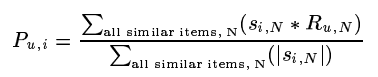 P_{u,i} = \frac{\sum_{\text{all similar items, N}} (s_{i,N} * R_{u,N})}{\sum_{\text{all similar items, N}} (|s_{i,N}|)}